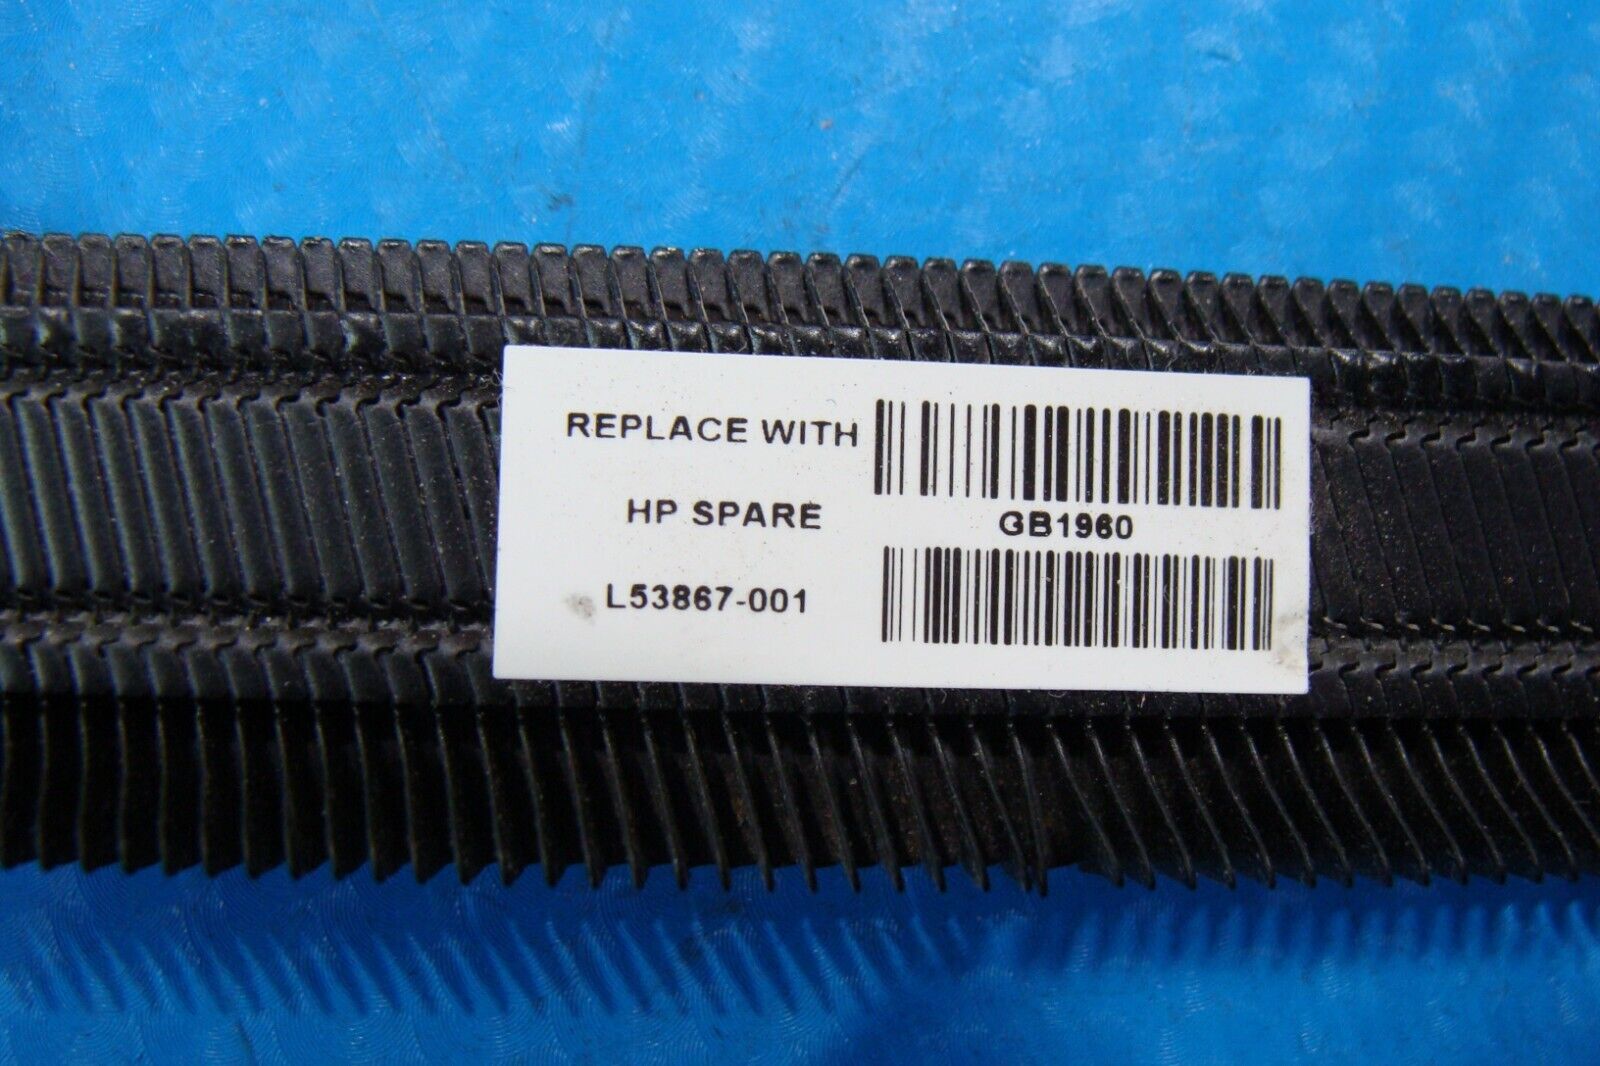 REPLACE WITH
HP SPARE
L53867-001
GB1960